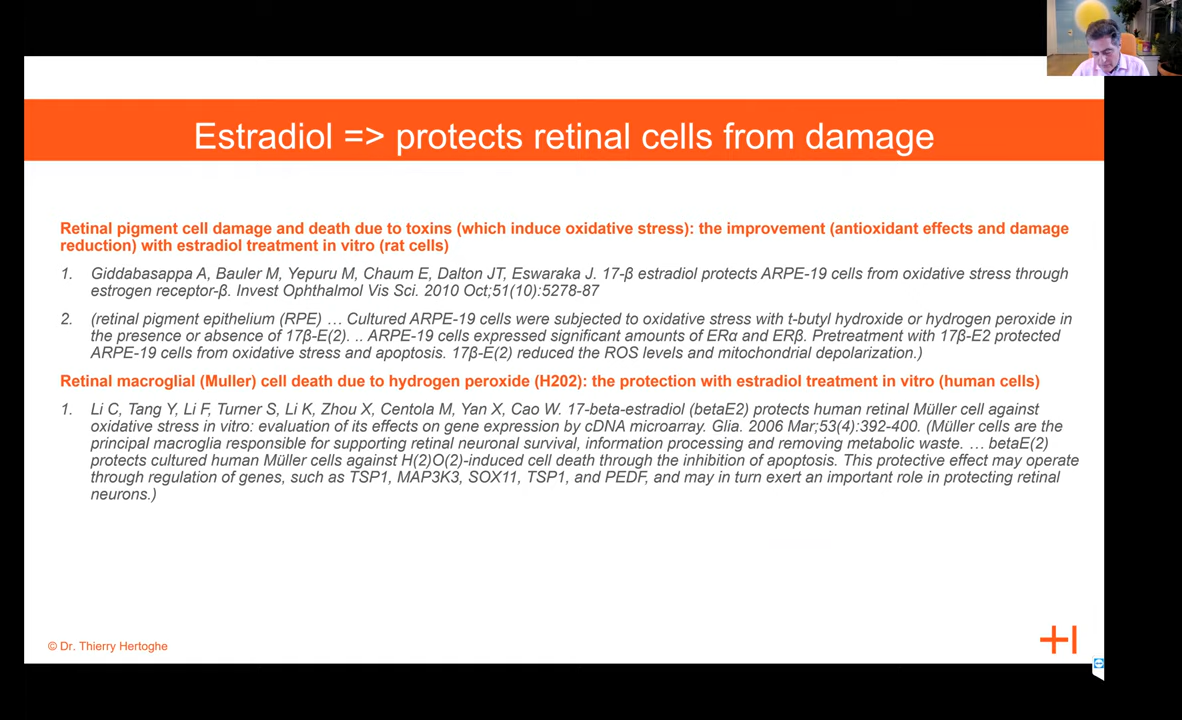 Estradiol => protects retinal cells from damage
Retinal pigment cell damage and death due to toxins (which induce oxidative stress): the improvement (antioxidant effects and damage
reduction) with estradiol treatment in vitro (rat cells)
1. Giddabasappa A, Bauler M, Yepuru M, Chaum E, Dalton JT, Eswaraka J. 17-β estradiol protects ARPE-19 cells from oxidative stress through
estrogen receptor-β. Invest Ophthalmol Vis Sci. 2010 Oct;51(10):5278-87
2. (retinal pigment epithelium (RPE) … Cultured ARPE-19 cells were subjected to oxidative stress with t-butyl hydroxide or hydrogen peroxide in
the presence or absence of 17β-E(2). .. ARPE-19 cells expressed significant amounts of ERα and ERβ. Pretreatment with 17β-E2 protected
ARPE-19 cells from oxidative stress and apoptosis. 17β-E(2) reduced the ROS levels and mitochondrial depolarization.)
Retinal macroglial (Muller) cell death due to hydrogen peroxide (H202): the protection with estradiol treatment in vitro (human cells)
1. Li C, Tang Y, Li F, Turner S, Li K, Zhou X, Centola M, Yan X, Cao W. 17-beta-estradiol (betaE2) protects human retinal Müller cell against
oxidative stress in vitro: evaluation of its effects on gene expression by cDNA microarray. Glia. 2006 Mar;53(4):392-400. (Müller cells are the
principal macroglia responsible for supporting retinal neuronal survival, information processing and removing metabolic waste. … betaE(2)
protects cultured human Müller cells against H(2)O(2)-induced cell death through the inhibition of apoptosis. This protective effect may operate
through regulation of genes, such as TSP1, MAP3K3, SOX11, TSP1, and PEDF, and may in turn exert an important role in protecting retinal
neurons.)
© Dr. Thierry Hertoghe